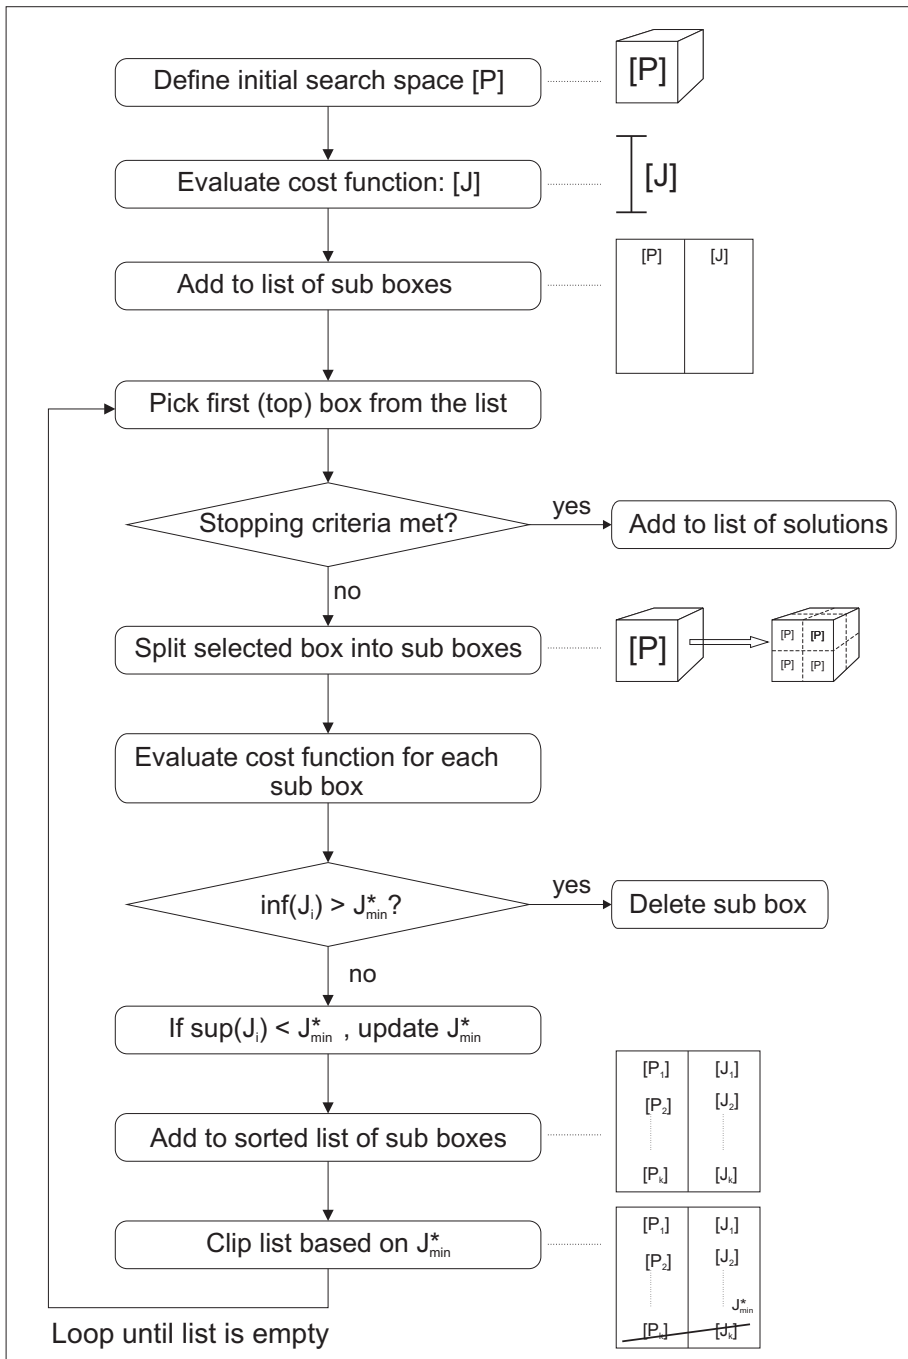 Define initial search space [P]
[P]
Evaluate cost function: [J]
[J]
Add to list of sub boxes
[P] [J]
Pick first (top) box from the list
Stopping criteria met?
yes
Add to list of solutions
no
Split selected box into sub boxes
[P]
[P] [P]
[P] [P]
Evaluate cost function for each
sub box
inf(Jᵢ) > J*min?
yes
Delete sub box
no
If sup(Jᵢ) < J*min , update J*min
Add to sorted list of sub boxes
[P₁] [J₁]
[P₂] [J₂]
[Pₖ] [Jₖ]
Clip list based on J*min
[P₁] [J₁]
[P₂] [J₂]
J*min
[Pₖ] [Jₖ]
Loop until list is empty